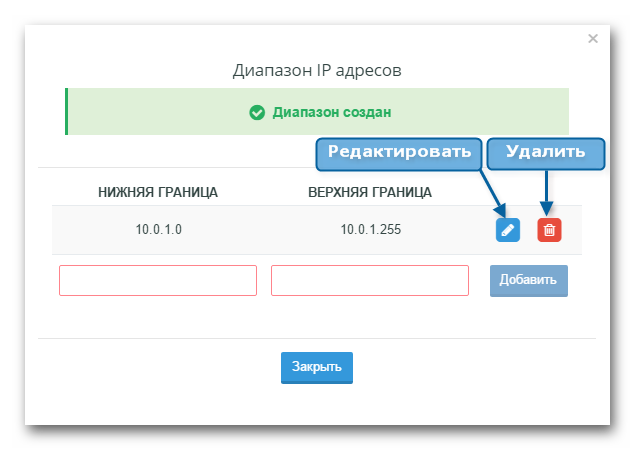 Диапазон IP адресов
Диапазон создан
Редактировать Удалить
НИЖНЯЯ ГРАНИЦА ВЕРХНЯЯ ГРАНИЦА
10.0.1.0 10.0.1.255
Добавить
Закрыть